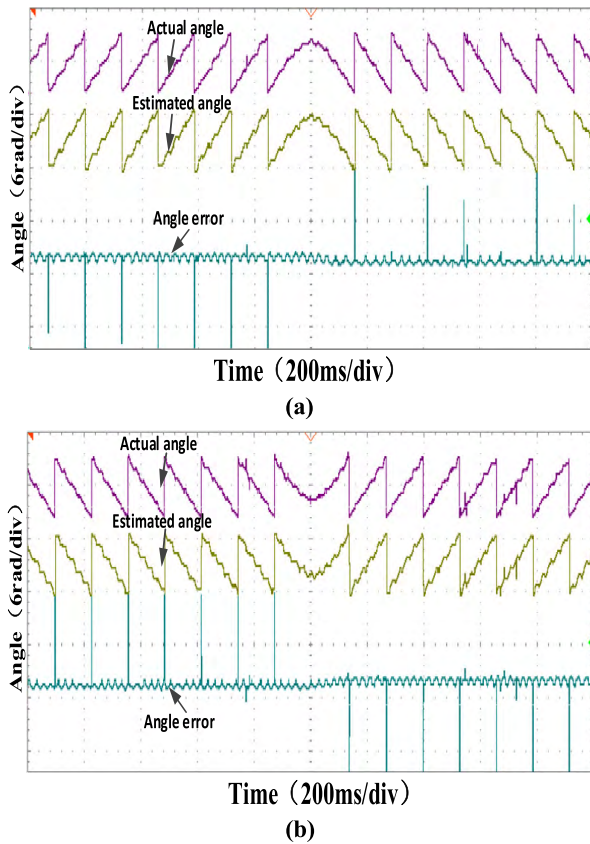 Actual angle
Estimated angle
Angle error
Angle（6rad/div）
Time（200ms/div）
(a)
Actual angle
Estimated angle
Angle error
Angle（6rad/div）
Time（200ms/div）
(b)